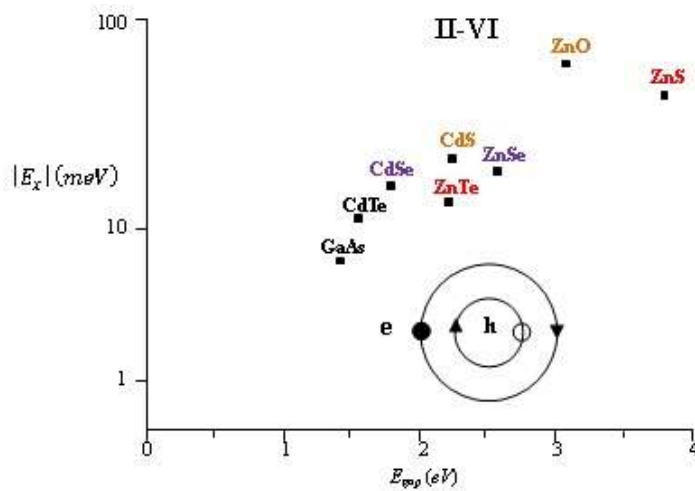 100
II-VI
ZnO
ZnS
CdS
ZnSe
CdSe
|E_X| (meV)
ZnTe
CdTe
10
GaAs
e
h
1
0
1
2
3
4
E_gap (eV)